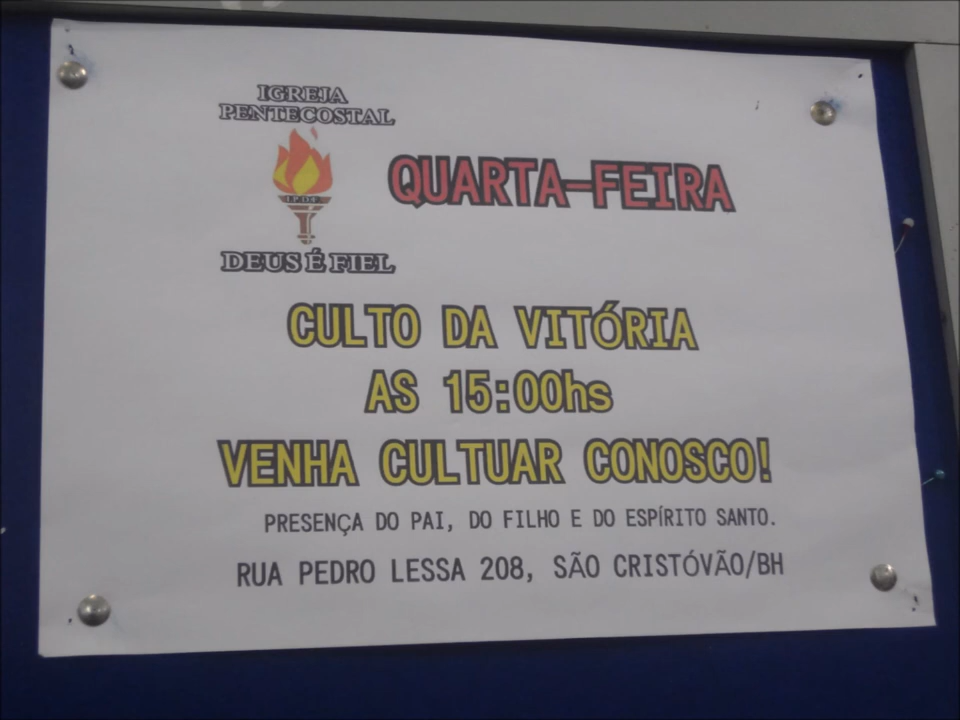 IGREJA
PENTECOSTAL
I.P.D.F
DEUS É FIEL
QUARTA-FEIRA
CULTO DA VITÓRIA
AS 15:00hs
VENHA CULTUAR CONOSCO!
PRESENÇA DO PAI, DO FILHO E DO ESPÍRITO SANTO.
RUA PEDRO LESSA 208, SÃO CRISTÓVÃO/BH